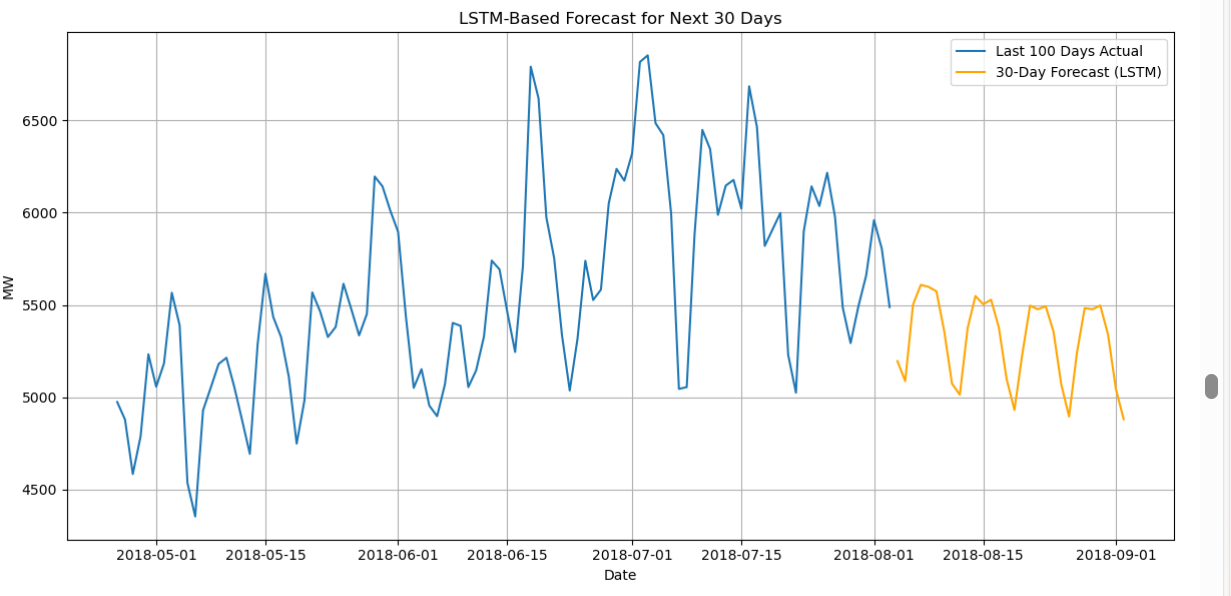 LSTM-Based Forecast for Next 30 Days
Last 100 Days Actual
30-Day Forecast (LSTM)
6500
6000
5500
5000
4500
MW
2018-05-01 2018-05-15 2018-06-01 2018-06-15 2018-07-01 2018-07-15 2018-08-01 2018-08-15 2018-09-01
Date